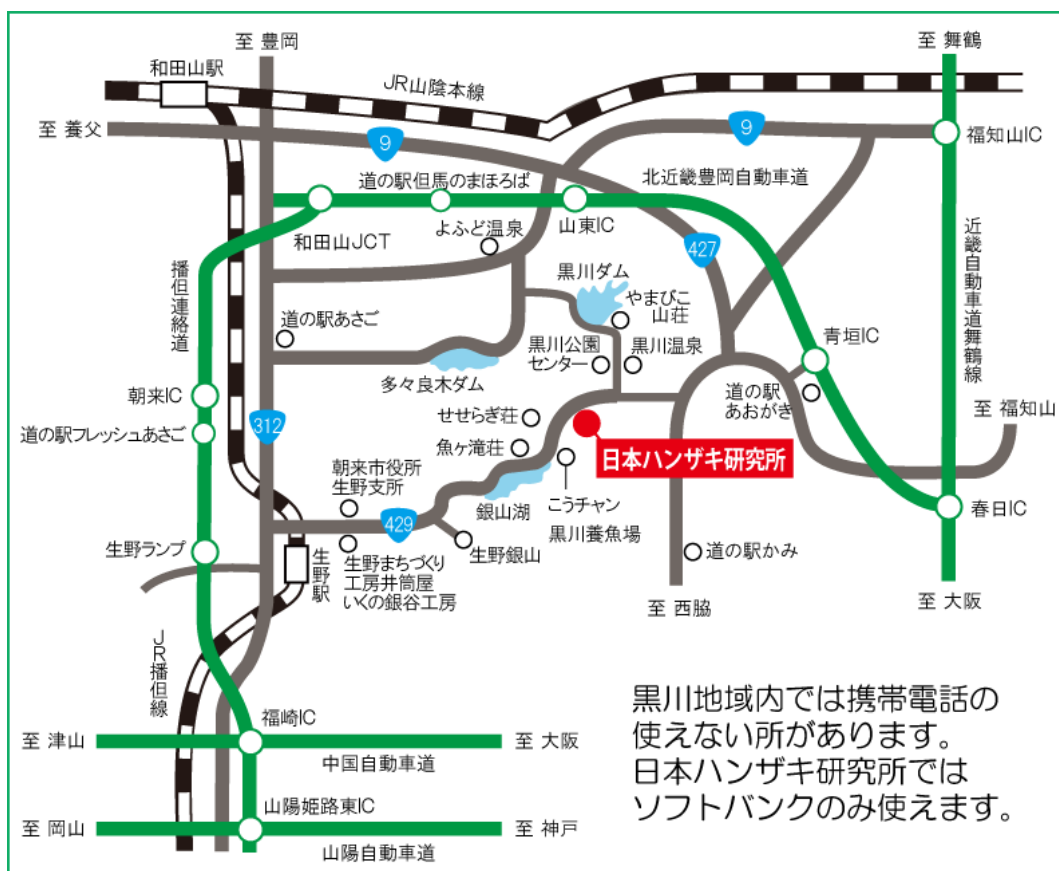 至 豊岡
至 舞鶴
和田山駅
JR山陰本線
至 養父
9
9
福知山IC
道の駅但馬のまほろば
北近畿豊岡自動車道
和田山JCT
よふど温泉
山東IC
427
近畿自動車道舞鶴線
播但連絡道
黒川ダム
やまびこ
山荘
道の駅あさご
黒川公園
センター
黒川温泉
青垣IC
多々良木ダム
道の駅
あおがき
朝来IC
せせらぎ荘
至 福知山
道の駅フレッシュあさご
312
魚ヶ滝荘
日本ハンザキ研究所
朝来市役所
生野支所
銀山湖
こうチャン
黒川養魚場
春日IC
429
生野ランプ
生野駅
生野まちづくり
工房井筒屋
いくの銀谷工房
生野銀山
道の駅かみ
至 西脇
至 大阪
JR播但線
福崎IC
至 津山
至 大阪
中国自動車道
山陽姫路東IC
至 岡山
至 神戸
山陽自動車道
黒川地域内では携帯電話の
使えない所があります。
日本ハンザキ研究所では
ソフトバンクのみ使えます。